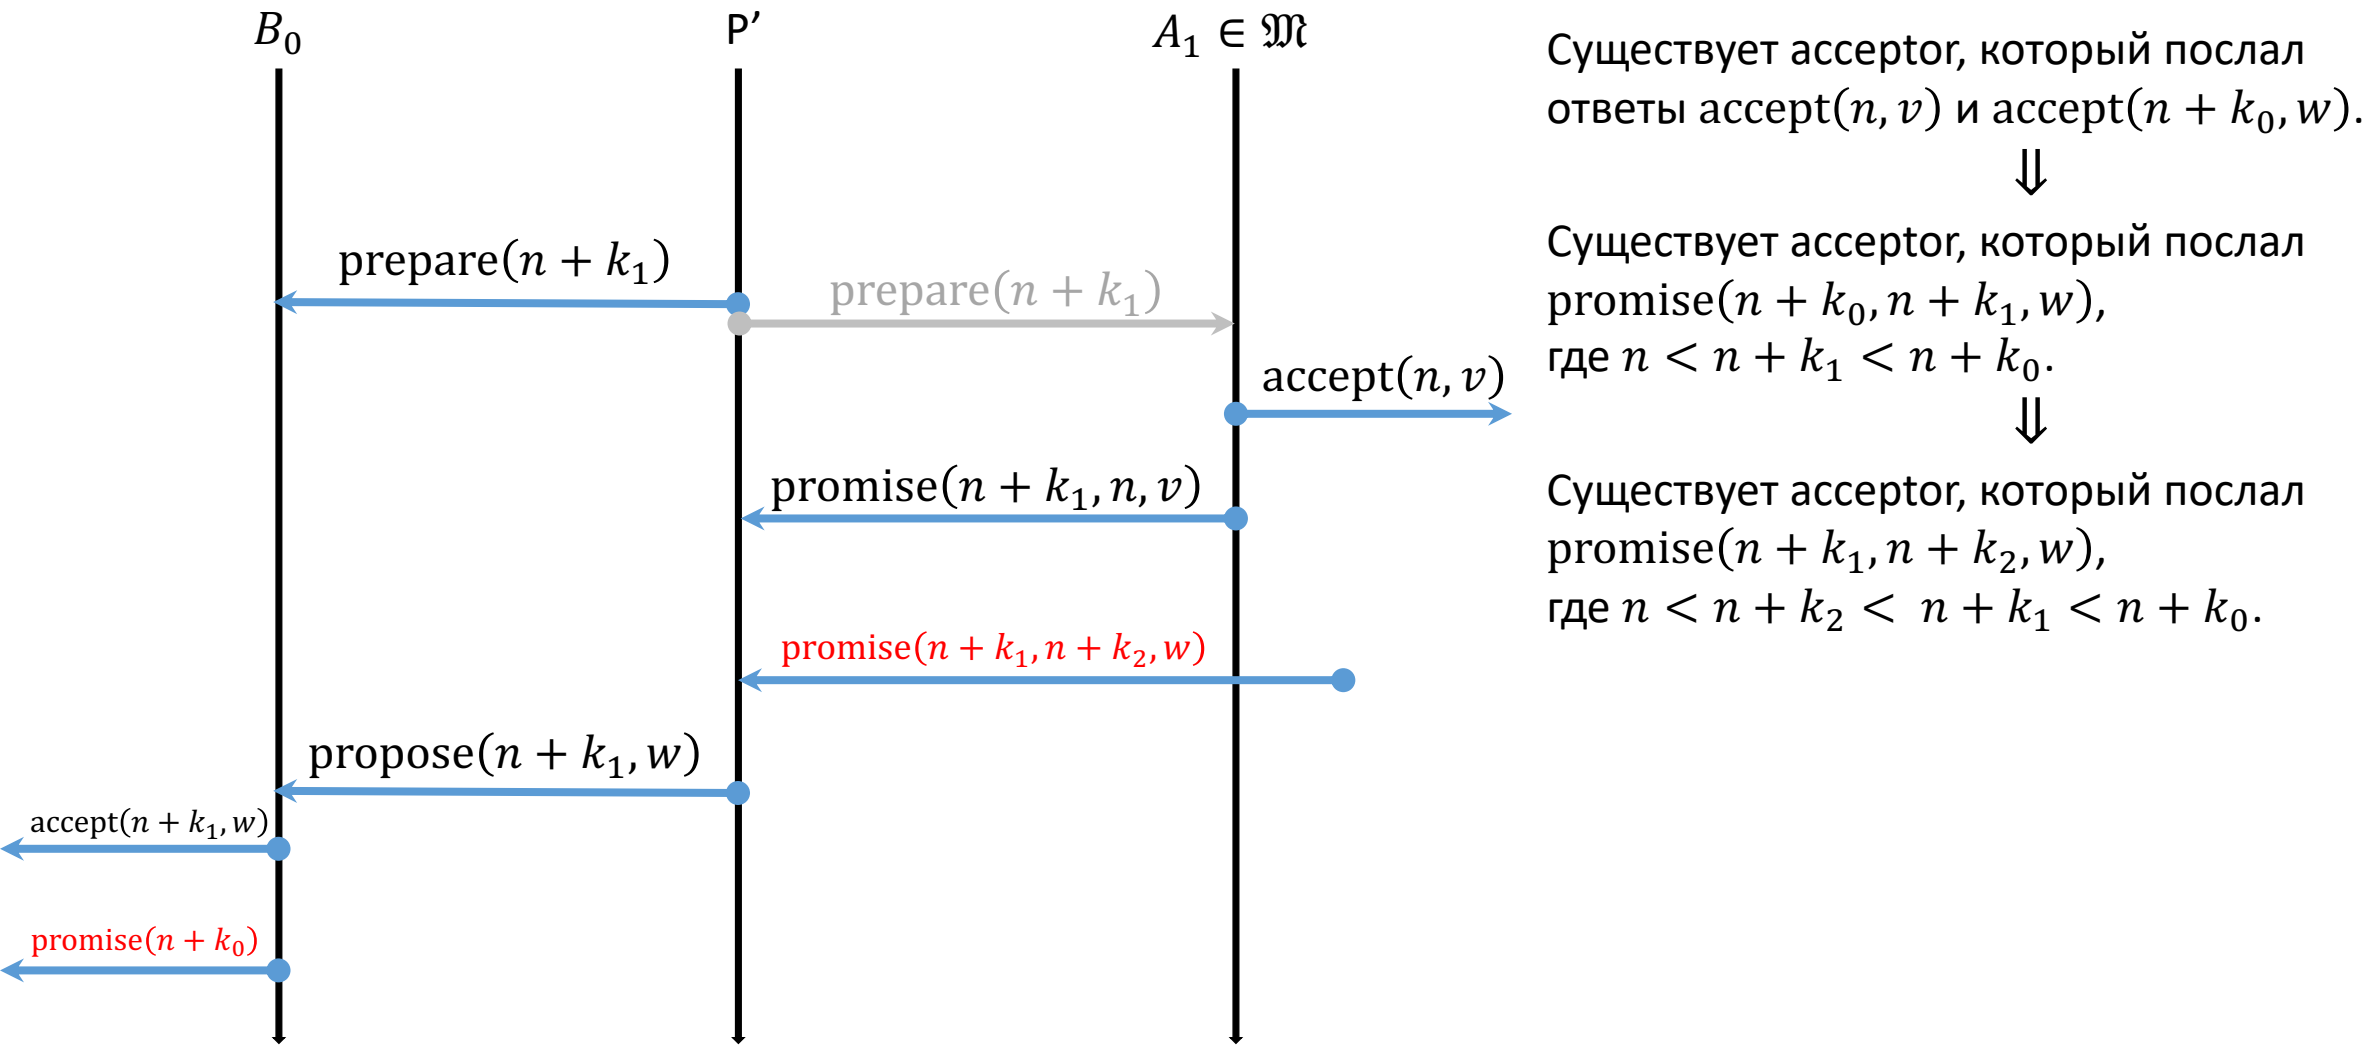 B₀ P’ A₁ ∈ 𝔐
prepare(n + k₁)
prepare(n + k₁)
accept(n, v)
promise(n + k₁, n, v)
promise(n + k₁, n + k₂, w)
propose(n + k₁, w)
accept(n + k₁, w)
promise(n + k₀)
Существует acceptor, который послал
ответы accept(n, v) и accept(n + k₀, w).
⇓
Существует acceptor, который послал
promise(n + k₀, n + k₁, w),
где n < n + k₁ < n + k₀.
⇓
Существует acceptor, который послал
promise(n + k₁, n + k₂, w),
где n < n + k₂ < n + k₁ < n + k₀.